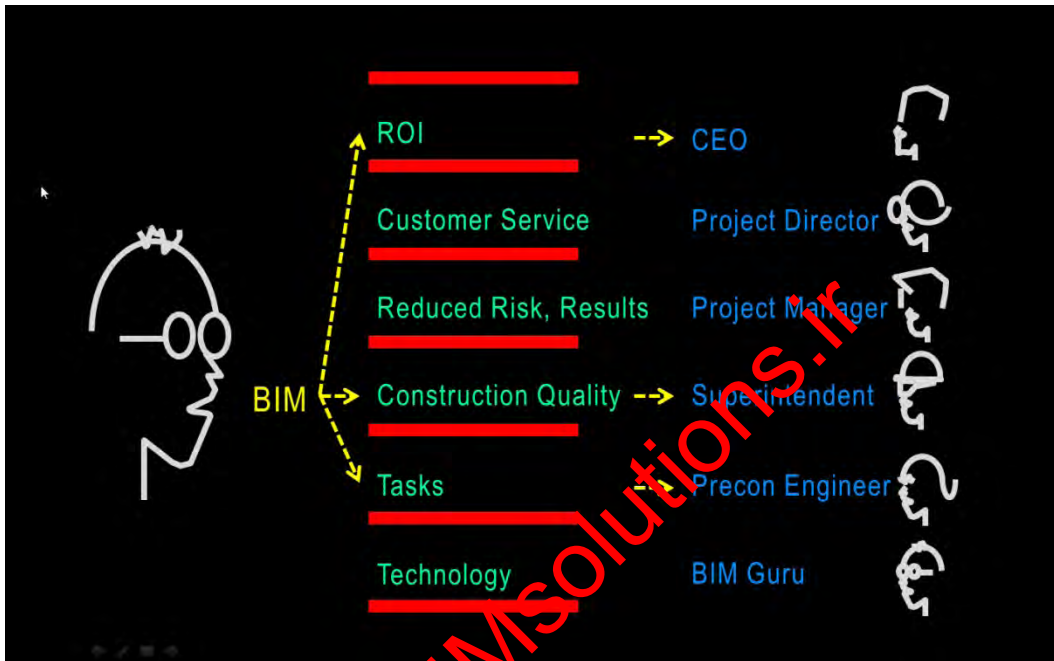 ROI
CEO
Customer Service
Project Director
Reduced Risk, Results
Project Manager
BIM
Construction Quality
Superintendent
Tasks
Precon Engineer
Technology
BIM Guru
IMsolutions.ir